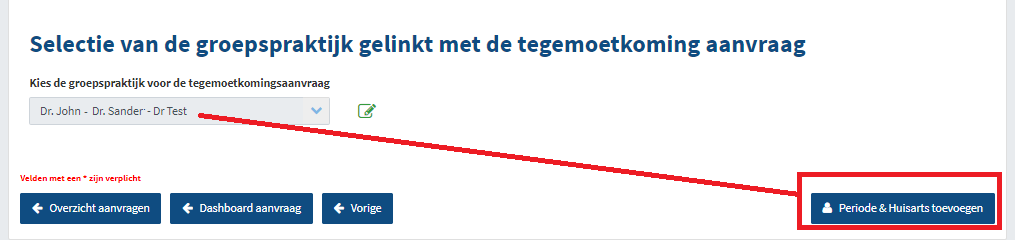 Selectie van de groepspraktijk gelinkt met de tegemoetkoming aanvraag
Kies de groepspraktijk voor de tegemoetkomingsaanvraag
Dr. John - Dr. Sander - Dr Test
Velden met een * zijn verplicht
Overzicht aanvragen
Dashboard aanvraag
Vorige
Periode & Huisarts toevoegen